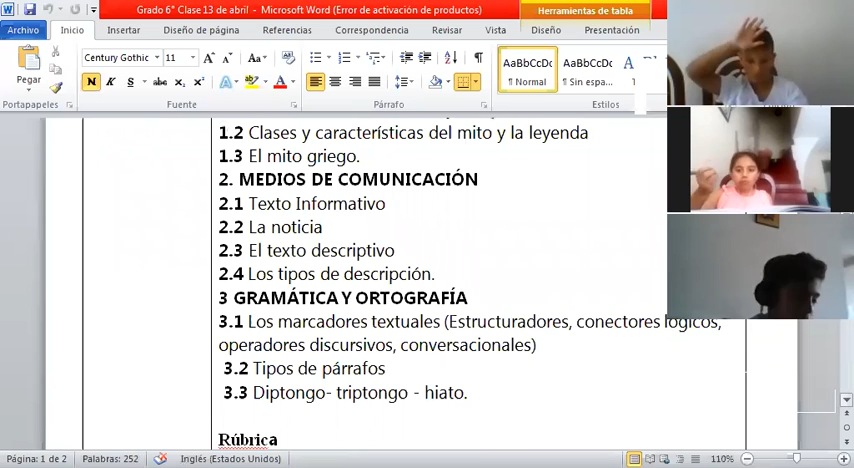 Grado 6° Clase 13 de abril - Microsoft Word (Error de activación de productos)
Herramientas de tabla
Archivo Inicio Insertar Diseño de página Referencias Correspondencia Revisar Vista Diseño Presentación
Century Gothic 11
Pegar
N K S abc x₂ x²
AaBbCcDc AaBbCcDc A
¶ Normal ¶ Sin espa... T
Portapapeles Fuente Párrafo Estilos
1.2 Clases y características del mito y la leyenda
1.3 El mito griego.
2. MEDIOS DE COMUNICACIÓN
2.1 Texto Informativo
2.2 La noticia
2.3 El texto descriptivo
2.4 Los tipos de descripción.
3 GRAMÁTICA Y ORTOGRAFÍA
3.1 Los marcadores textuales (Estructuradores, conectores lógicos,
operadores discursivos, conversacionales)
3.2 Tipos de párrafos
3.3 Diptongo- triptongo - hiato.
Rúbrica
Página: 1 de 2 Palabras: 252 Inglés (Estados Unidos) 110%